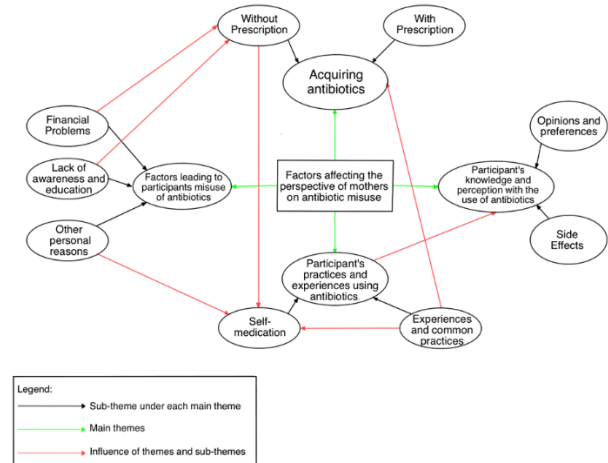 Without
Prescription
With
Prescription
Acquiring
antibiotics
Financial
Problems
Opinions and
preferences
Lack of
awareness and
education
Factors leading to
participants misuse
of antibiotics
Factors affecting the
perspective of mothers
on antibiotic misuse
Participant's
knowledge and
perception with the
use of antibiotics
Other
personal
reasons
Side
Effects
Participant's
practices and
experiences using
antibiotics
Self-
medication
Experiences
and common
practices
Legend:
Sub-theme under each main theme
Main themes
Influence of themes and sub-themes